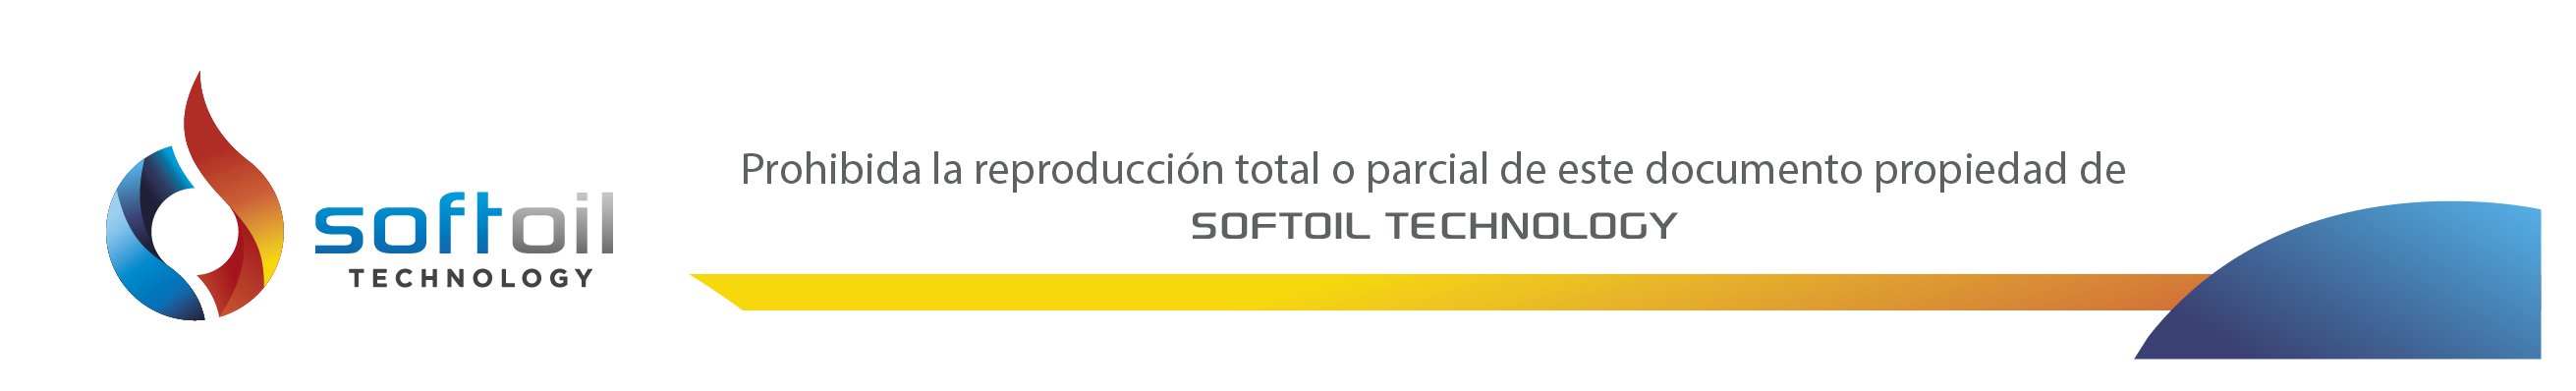 softoil
TECHNOLOGY
Prohibida la reproducción total o parcial de este documento propiedad de
SOFTOIL TECHNOLOGY